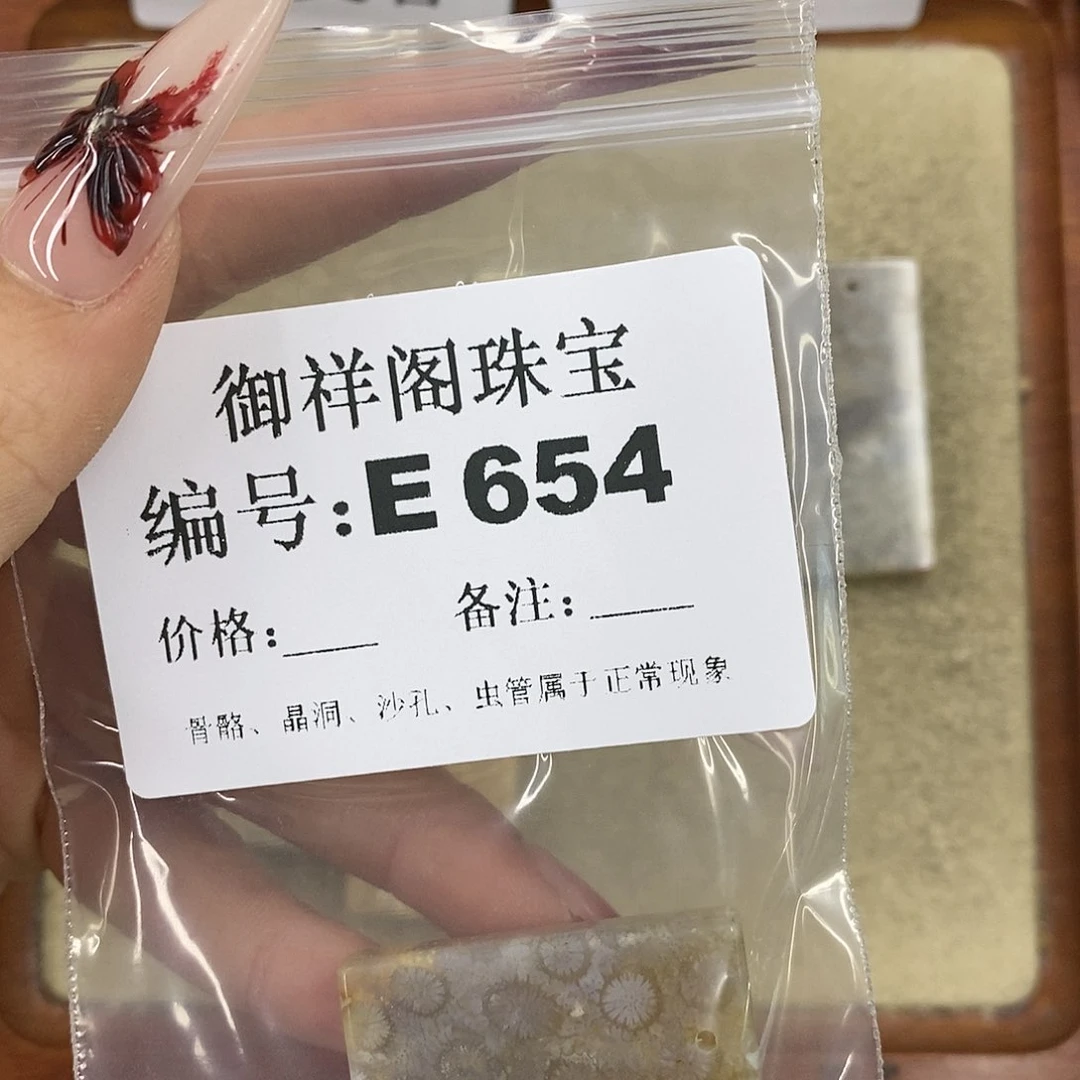 御祥阁珠宝
编号:E 654
价格:___ 备注:____
骨骼、晶洞、沙孔、虫管属于正常现象